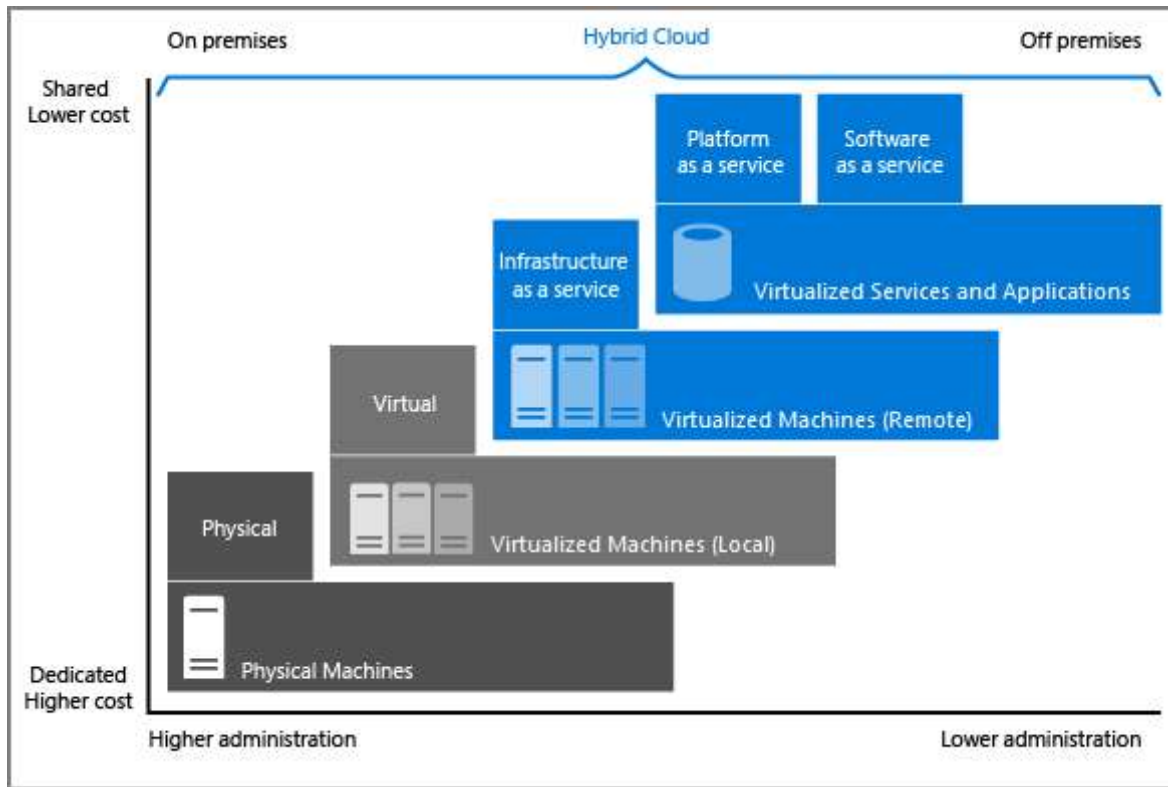 On premises
Hybrid Cloud
Off premises
Shared
Lower cost
Platform
as a service
Software
as a service
Virtualized Services and Applications
Infrastructure
as a service
Virtualized Machines (Remote)
Virtual
Virtualized Machines (Local)
Physical
Physical Machines
Dedicated
Higher cost
Higher administration
Lower administration